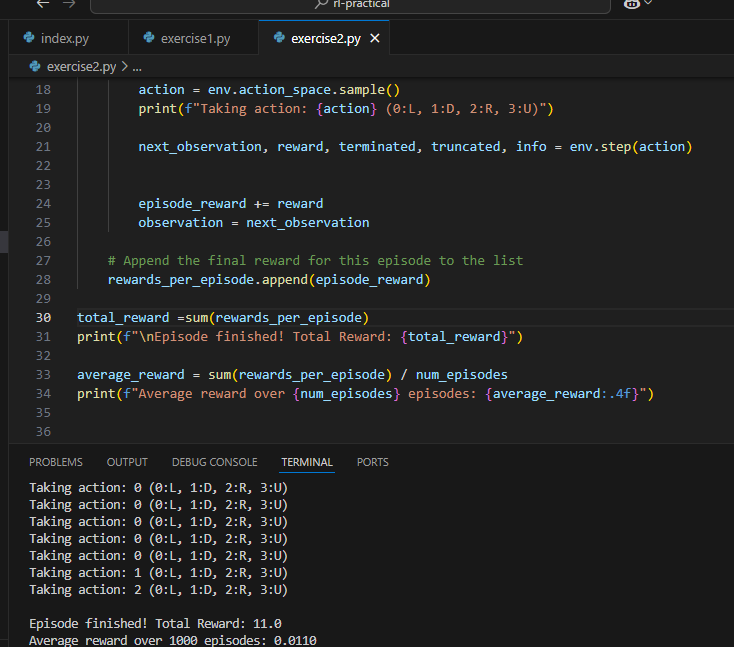 rl-practical
index.py exercise1.py exercise2.py
exercise2.py > ...
18 action = env.action_space.sample()
19 print(f"Taking action: {action} (0:L, 1:D, 2:R, 3:U)")
20
21 next_observation, reward, terminated, truncated, info = env.step(action)
22
23
24 episode_reward += reward
25 observation = next_observation
26
27 # Append the final reward for this episode to the list
28 rewards_per_episode.append(episode_reward)
29
30 total_reward =sum(rewards_per_episode)
31 print(f"\nEpisode finished! Total Reward: {total_reward}")
32
33 average_reward = sum(rewards_per_episode) / num_episodes
34 print(f"Average reward over {num_episodes} episodes: {average_reward:.4f}")
35
36
PROBLEMS OUTPUT DEBUG CONSOLE TERMINAL PORTS
Taking action: 0 (0:L, 1:D, 2:R, 3:U)
Taking action: 0 (0:L, 1:D, 2:R, 3:U)
Taking action: 0 (0:L, 1:D, 2:R, 3:U)
Taking action: 0 (0:L, 1:D, 2:R, 3:U)
Taking action: 0 (0:L, 1:D, 2:R, 3:U)
Taking action: 1 (0:L, 1:D, 2:R, 3:U)
Taking action: 2 (0:L, 1:D, 2:R, 3:U)
Episode finished! Total Reward: 11.0
Average reward over 1000 episodes: 0.0110